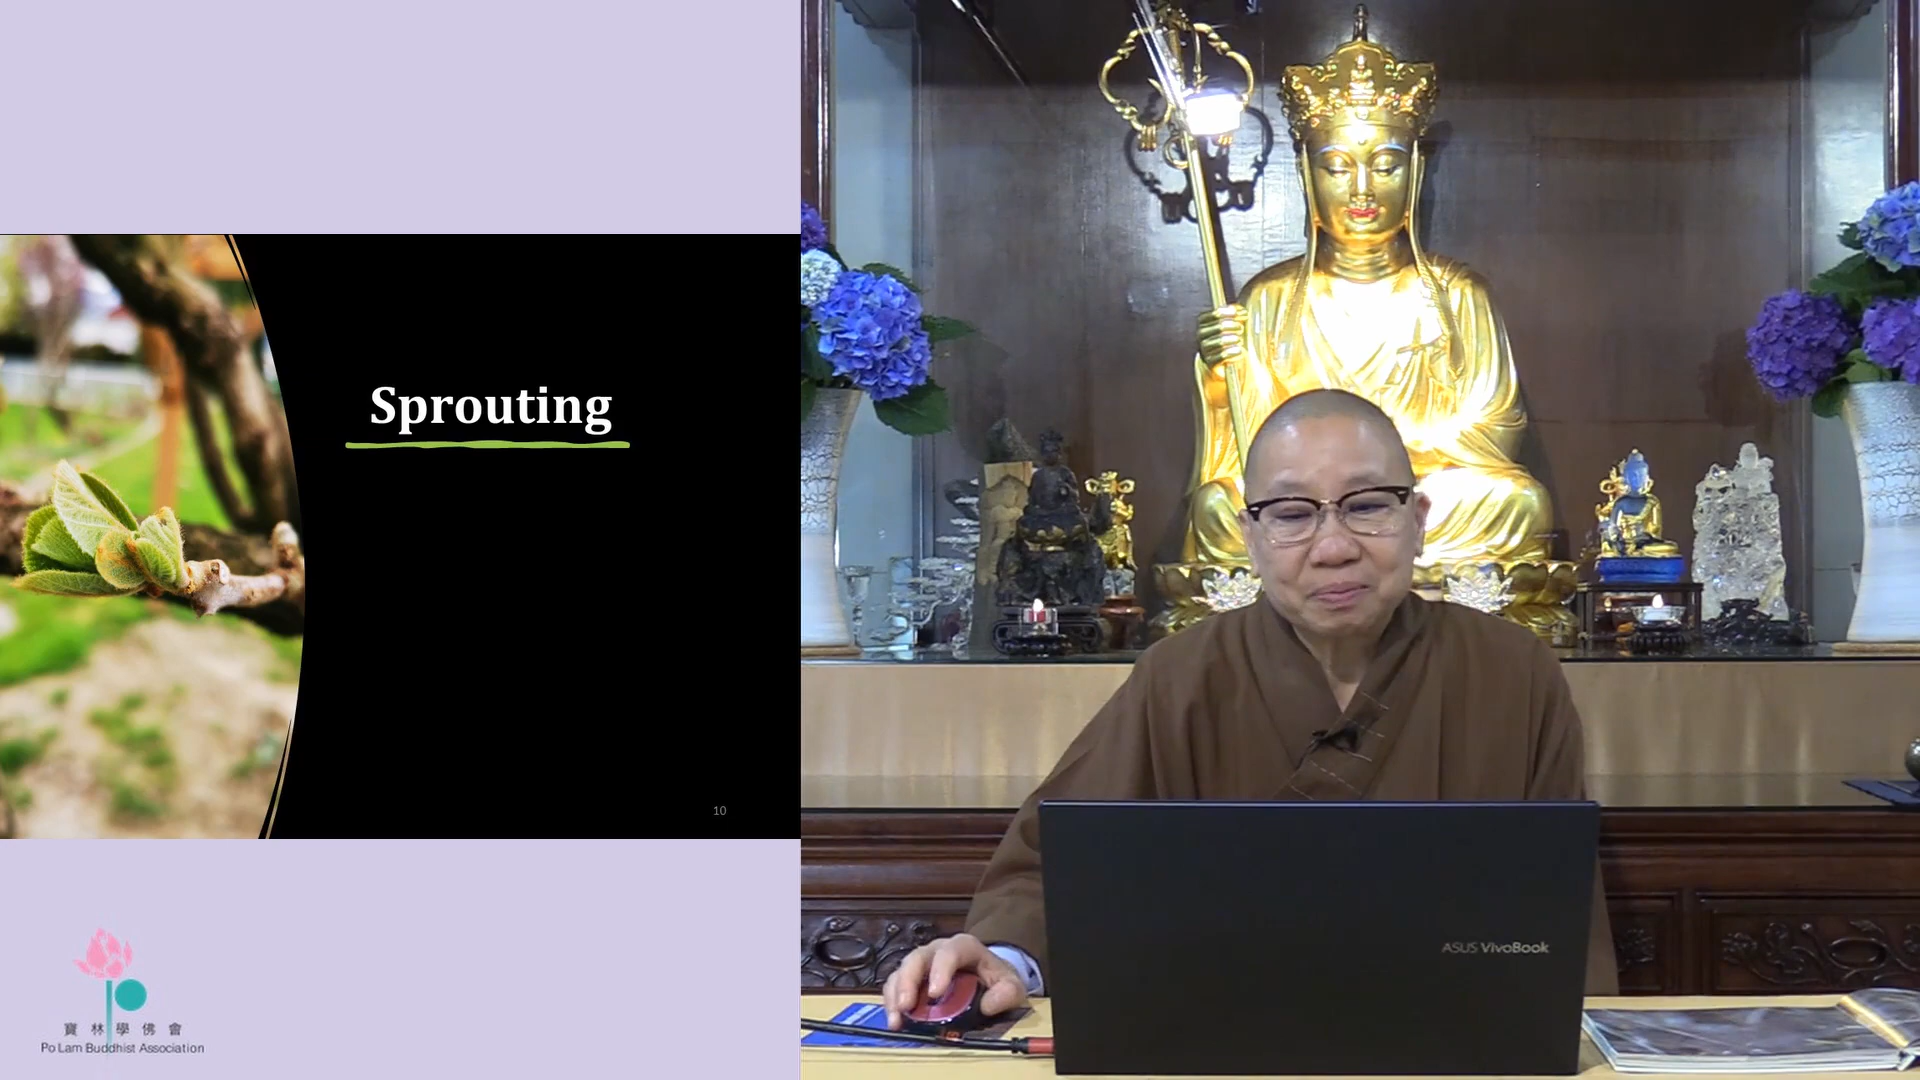 Sprouting
10
寶林學佛會
Po Lam Buddhist Association
ASUS VivoBook